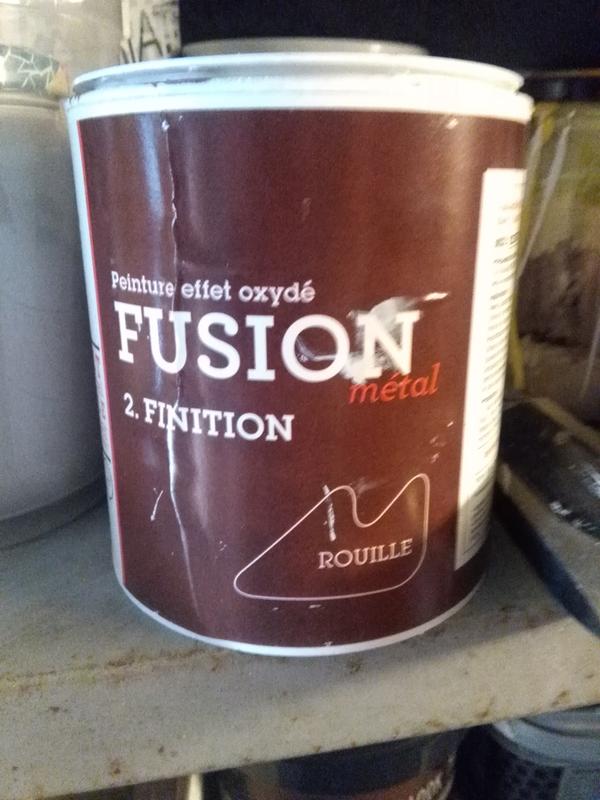 Peinture effet oxydé
FUSION
métal
2. FINITION
ROUILLE